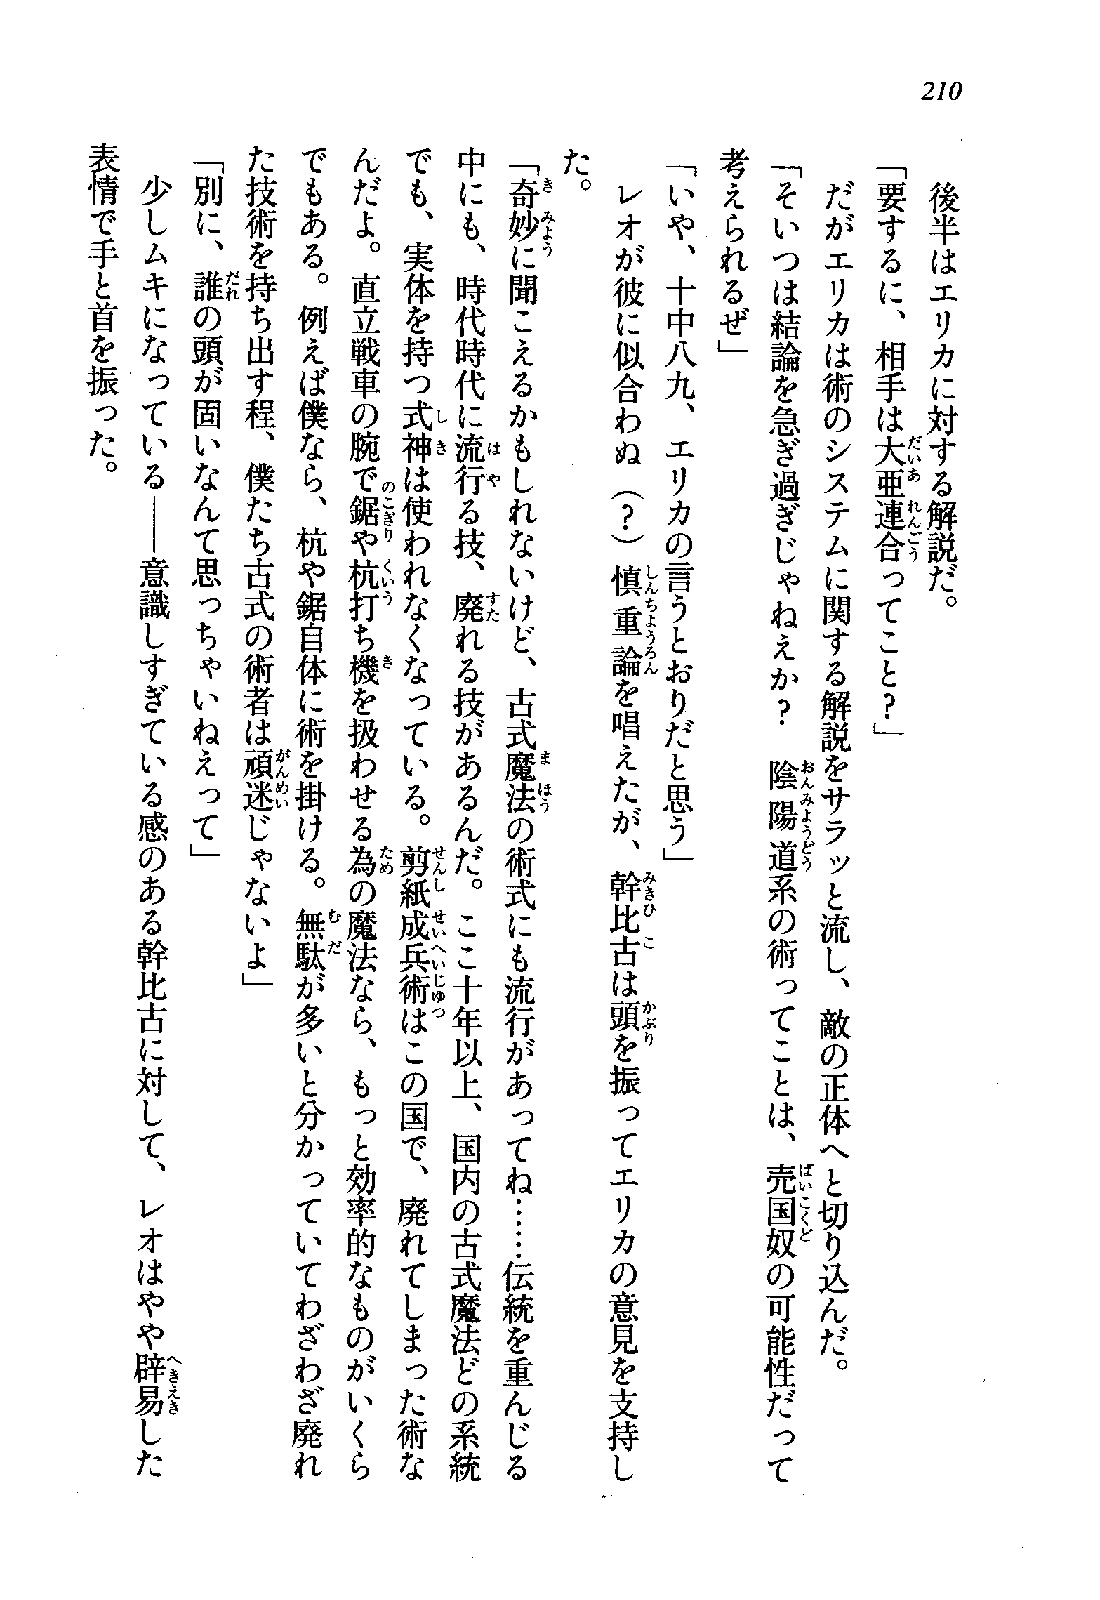 210
後半はエリカに対する解説だ。
「要するに、相手は大亜連合ってこと？」
だがエリカは術のシステムに関する解説をサラッと流し、敵の正体へと切り込んだ。
「そいつは結論を急ぎ過ぎじゃねえか？　陰陽道系の術ってことは、売国奴の可能性だって
考えられるぜ」
「いや、十中八九、エリカの言うとおりだと思う」
レオが彼に似合わぬ（？）慎重論を唱えたが、幹比古は頭を振ってエリカの意見を支持し
た。
「奇妙に聞こえるかもしれないけど、古式魔法の術式にも流行があってね……伝統を重んじる
中にも、時代時代に流行る技、廃れる技があるんだ。ここ十年以上、国内の古式魔法どの系統
でも、実体を持つ式神は使われなくなっている。剪紙成兵術はこの国で、廃れてしまった術な
んだよ。直立戦車の腕で鋸や杭打ち機を扱わせる為の魔法なら、もっと効率的なものがいくら
でもある。例えば僕なら、杭や鋸自体に術を掛ける。無駄が多いと分かっていてわざわざ廃れ
た技術を持ち出す程、僕たち古式の術者は頑迷じゃないよ」
「別に、誰の頭が固いなんて思っちゃいねえって」
少しムキになっている――意識しすぎている感のある幹比古に対して、レオはやや辟易した
表情で手と首を振った。